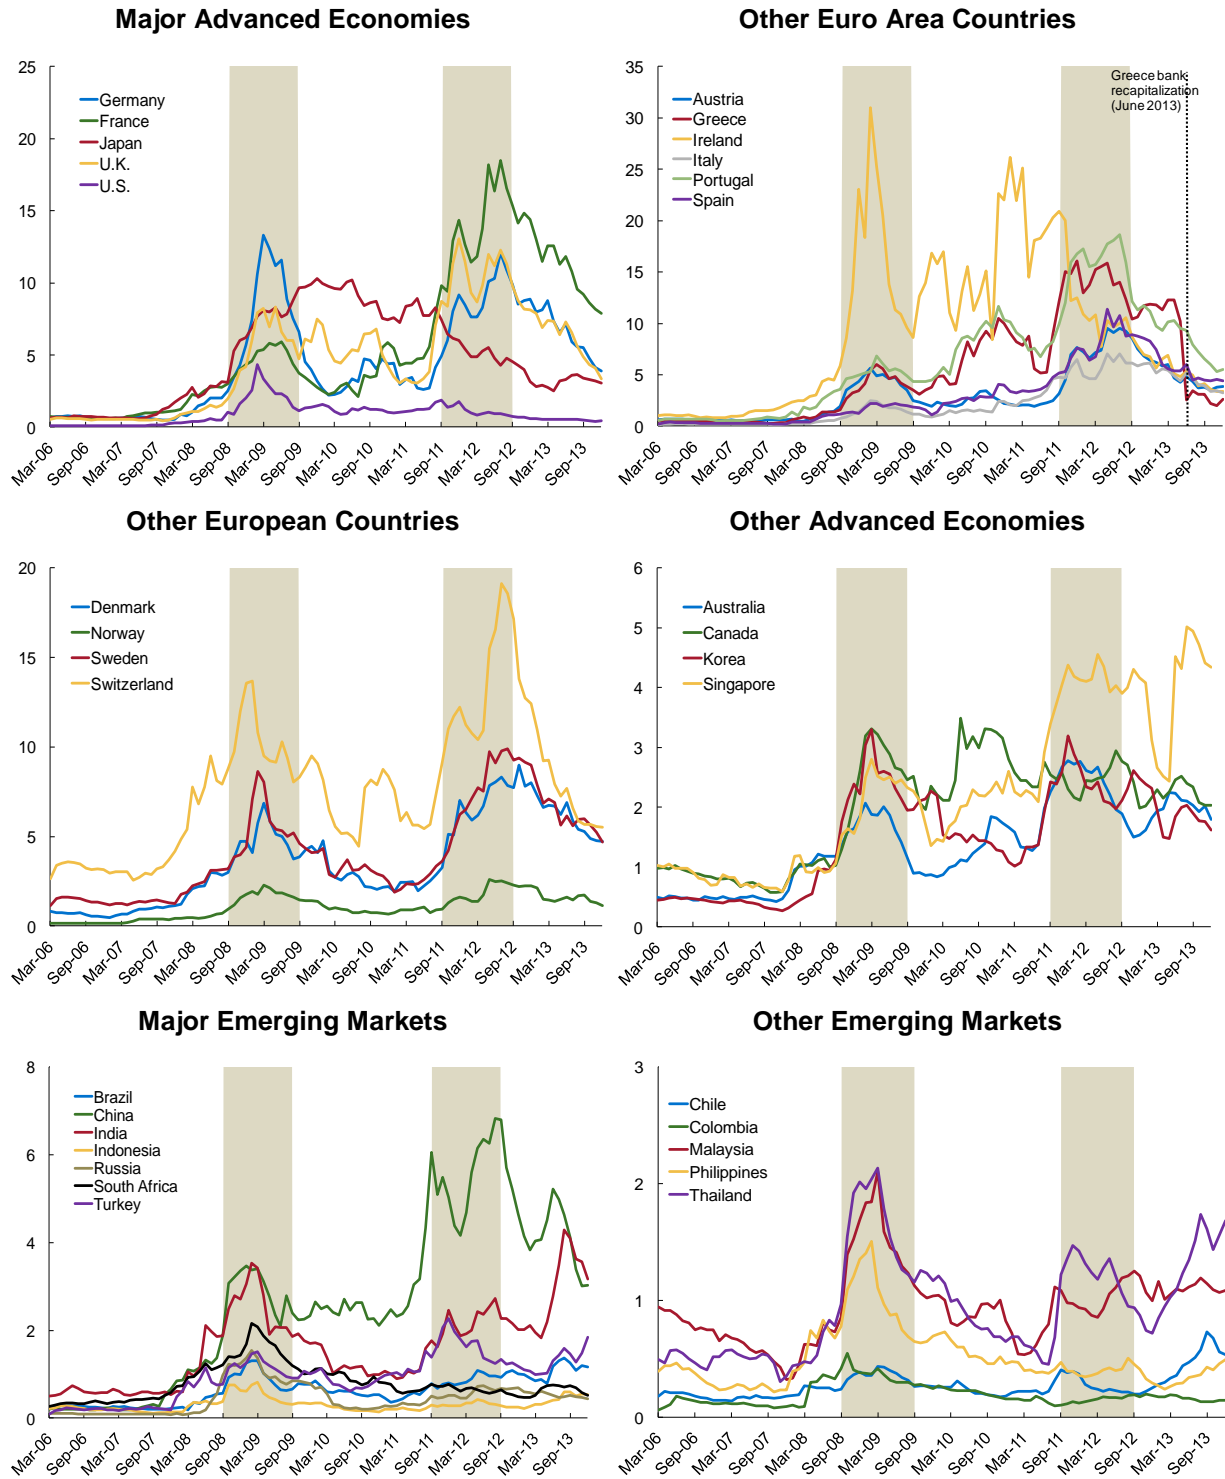 Major Advanced Economies
25
20
15
10
5
0
Germany
France
Japan
U.K.
U.S.
Mar-06
Sep-06
Mar-07
Sep-07
Mar-08
Sep-08
Mar-09
Sep-09
Mar-10
Sep-10
Mar-11
Sep-11
Mar-12
Sep-12
Mar-13
Sep-13
Other Euro Area Countries
35
30
25
20
15
10
5
0
Austria
Greece
Ireland
Italy
Portugal
Spain
Greece bank
recapitalization
(June 2013)
Mar-06
Sep-06
Mar-07
Sep-07
Mar-08
Sep-08
Mar-09
Sep-09
Mar-10
Sep-10
Mar-11
Sep-11
Mar-12
Sep-12
Mar-13
Sep-13
Other European Countries
20
15
10
5
0
Denmark
Norway
Sweden
Switzerland
Mar-06
Sep-06
Mar-07
Sep-07
Mar-08
Sep-08
Mar-09
Sep-09
Mar-10
Sep-10
Mar-11
Sep-11
Mar-12
Sep-12
Mar-13
Sep-13
Other Advanced Economies
6
5
4
3
2
1
0
Australia
Canada
Korea
Singapore
Mar-06
Sep-06
Mar-07
Sep-07
Mar-08
Sep-08
Mar-09
Sep-09
Mar-10
Sep-10
Mar-11
Sep-11
Mar-12
Sep-12
Mar-13
Sep-13
Major Emerging Markets
8
6
4
2
0
Brazil
China
India
Indonesia
Russia
South Africa
Turkey
Mar-06
Sep-06
Mar-07
Sep-07
Mar-08
Sep-08
Mar-09
Sep-09
Mar-10
Sep-10
Mar-11
Sep-11
Mar-12
Sep-12
Mar-13
Sep-13
Other Emerging Markets
3
2
1
0
Chile
Colombia
Malaysia
Philippines
Thailand
Mar-06
Sep-06
Mar-07
Sep-07
Mar-08
Sep-08
Mar-09
Sep-09
Mar-10
Sep-10
Mar-11
Sep-11
Mar-12
Sep-12
Mar-13
Sep-13